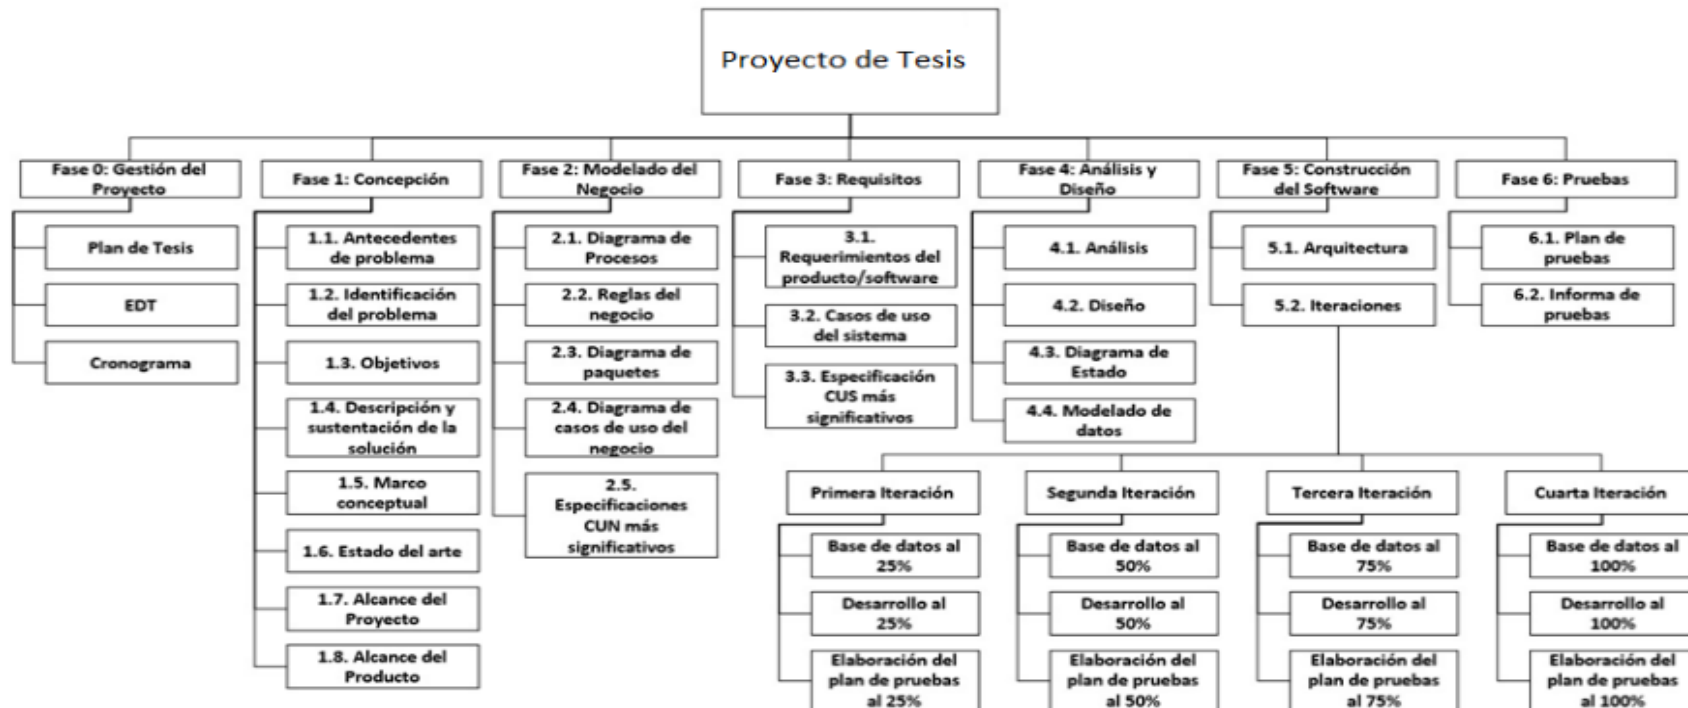 Proyecto de Tesis
Fase 0: Gestión del
Proyecto
Plan de Tesis
EDT
Cronograma
Fase 1: Concepción
1.1. Antecedentes
de problema
1.2. Identificación
del problema
1.3. Objetivos
1.4. Descripción y
sustentación de la
solución
1.5. Marco
conceptual
1.6. Estado del arte
1.7. Alcance del
Proyecto
1.8. Alcance del
Producto
Fase 2: Modelado del
Negocio
2.1. Diagrama de
Procesos
2.2. Reglas del
negocio
2.3. Diagrama de
paquetes
2.4. Diagrama de
casos de uso del
negocio
2.5.
Especificaciones
CUN más
significativos
Fase 3: Requisitos
3.1.
Requerimientos del
producto/software
3.2. Casos de uso
del sistema
3.3. Especificación
CUS más
significativos
Fase 4: Análisis y
Diseño
4.1. Análisis
4.2. Diseño
4.3. Diagrama de
Estado
4.4. Modelado de
datos
Fase 5: Construcción
del Software
5.1. Arquitectura
5.2. Iteraciones
Primera Iteración
Base de datos al
25%
Desarrollo al
25%
Elaboración del
plan de pruebas
al 25%
Segunda Iteración
Base de datos al
50%
Desarrollo al
50%
Elaboración del
plan de pruebas
al 50%
Tercera Iteración
Base de datos al
75%
Desarrollo al
75%
Elaboración del
plan de pruebas
al 75%
Cuarta Iteración
Base de datos al
100%
Desarrollo al
100%
Elaboración del
plan de pruebas
al 100%
Fase 6: Pruebas
6.1. Plan de
pruebas
6.2. Informa de
pruebas